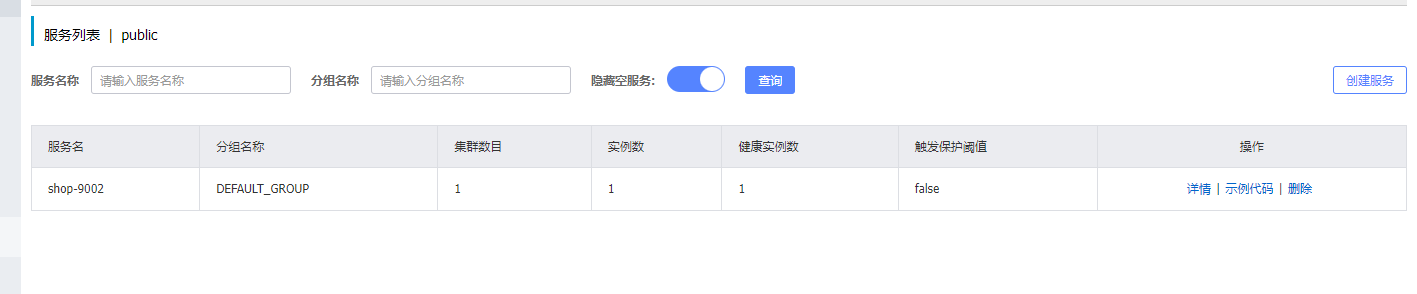 服务列表 | public
服务名称 请输入服务名称 分组名称 请输入分组名称 隐藏空服务: 查询 创建服务
服务名 分组名称 集群数目 实例数 健康实例数 触发保护阈值 操作
shop-9002 DEFAULT_GROUP 1 1 1 false 详情 | 示例代码 | 删除